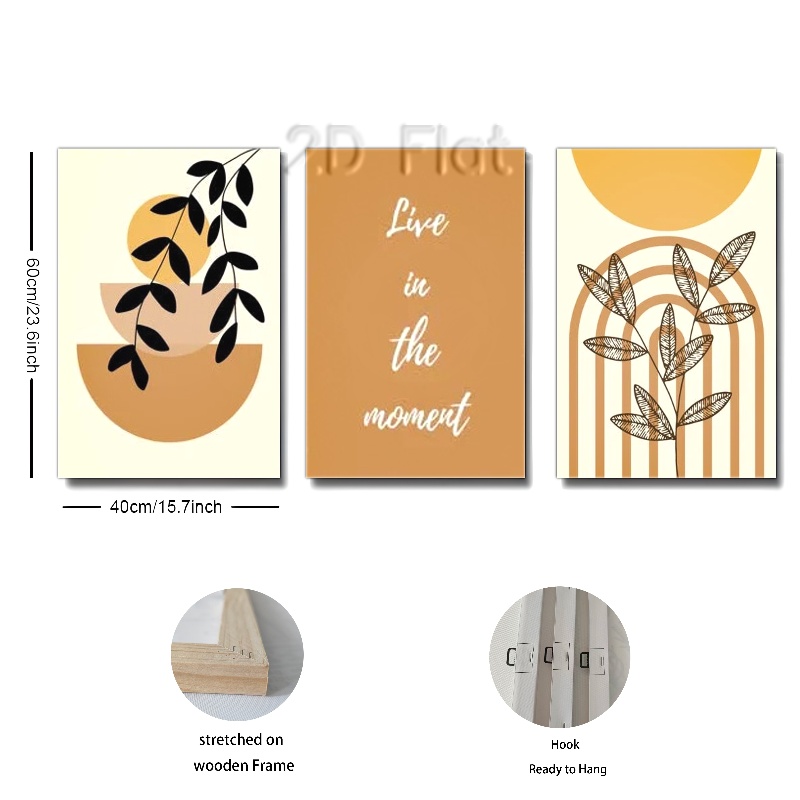 2D Flat
Live
in
the
moment
60cm/23.6inch
40cm/15.7inch
stretched on
wooden Frame
Hook
Ready to Hang